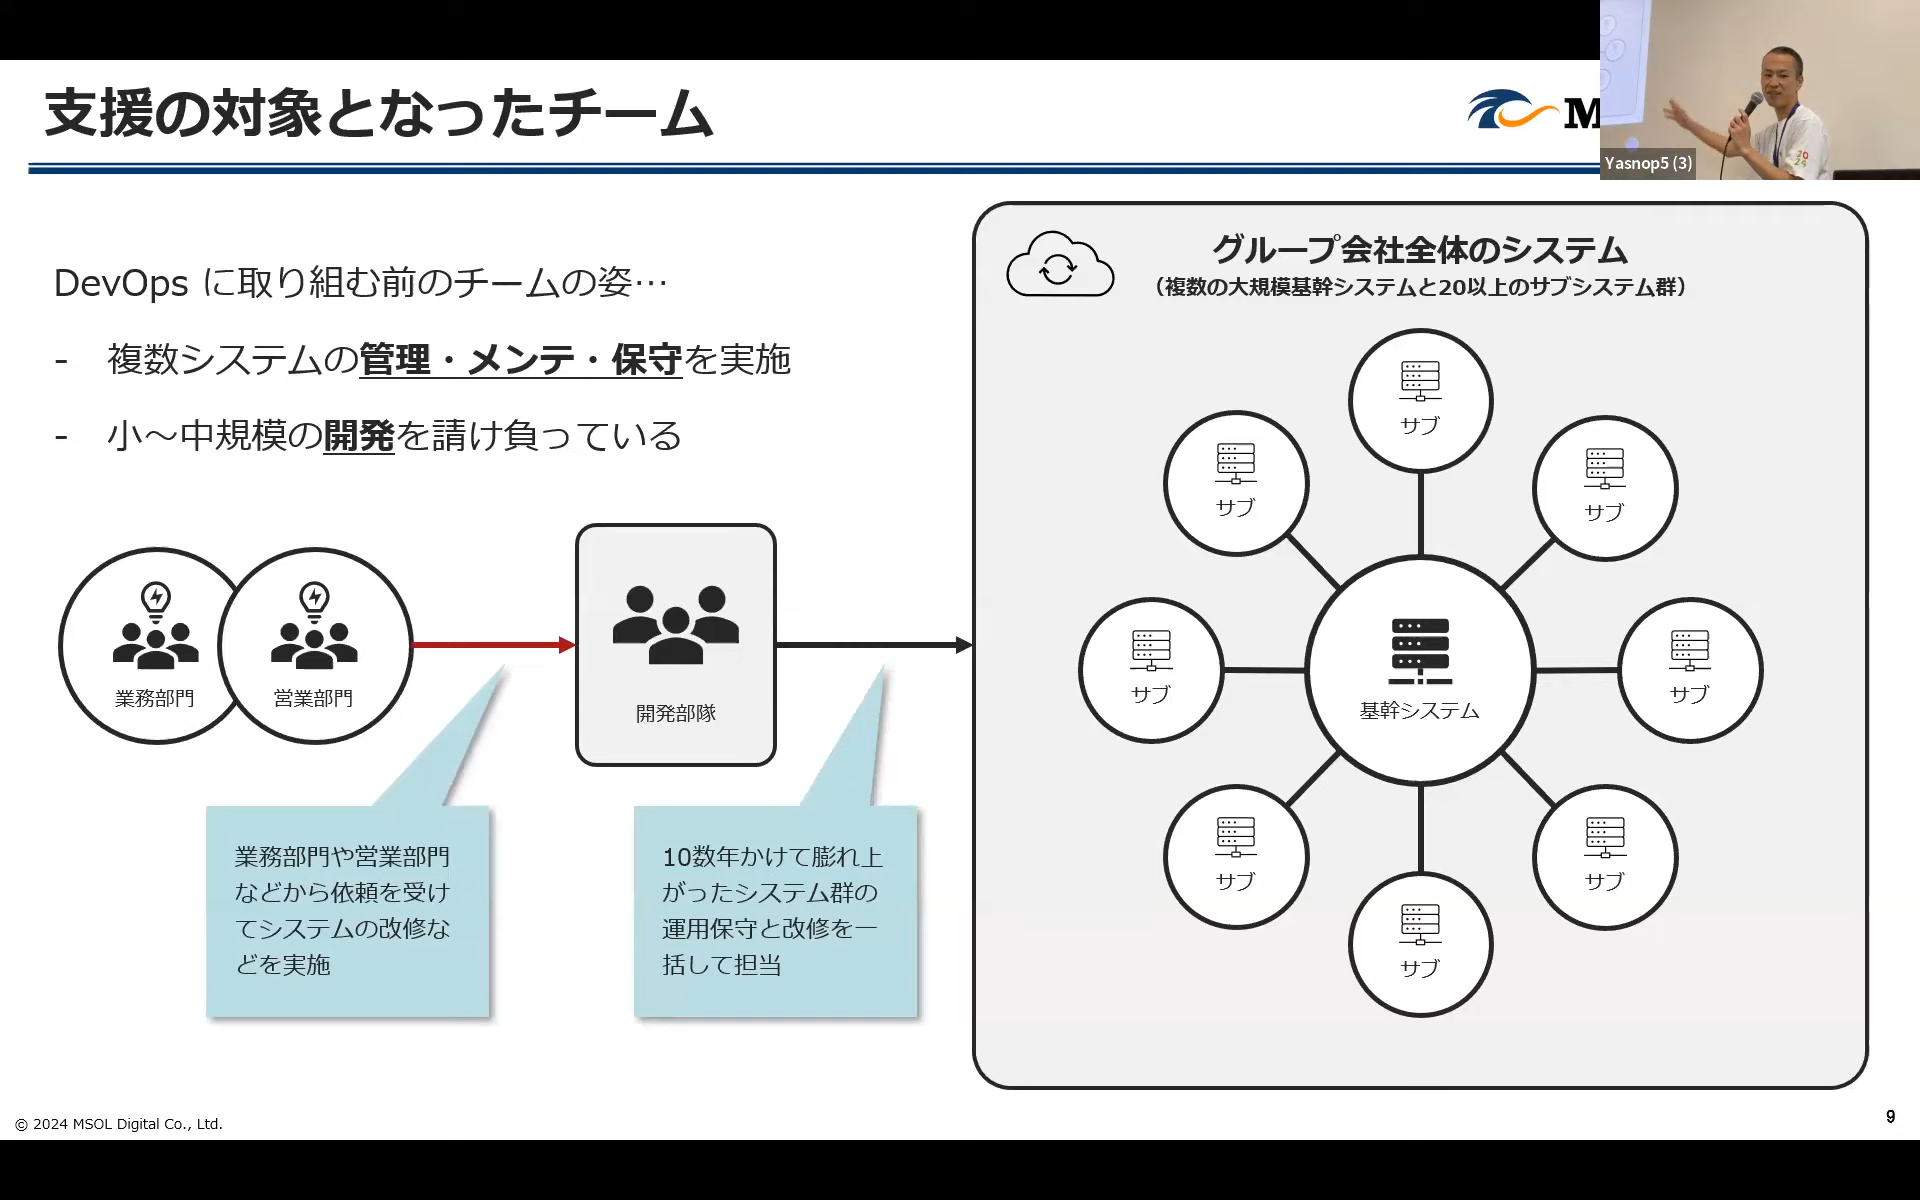 支援の対象となったチーム
M
Yasnop5 (3)
2024
DevOps に取り組む前のチームの姿…
- 複数システムの管理・メンテ・保守を実施
- 小～中規模の開発を請け負っている
業務部門
営業部門
開発部隊
業務部門や営業部門
などから依頼を受け
てシステムの改修な
どを実施
10数年かけて膨れ上
がったシステム群の
運用保守と改修を一
括して担当
グループ会社全体のシステム
（複数の大規模基幹システムと20以上のサブシステム群）
サブ
サブ
サブ
サブ
基幹システム
サブ
サブ
サブ
サブ
© 2024 MSOL Digital Co., Ltd.
9